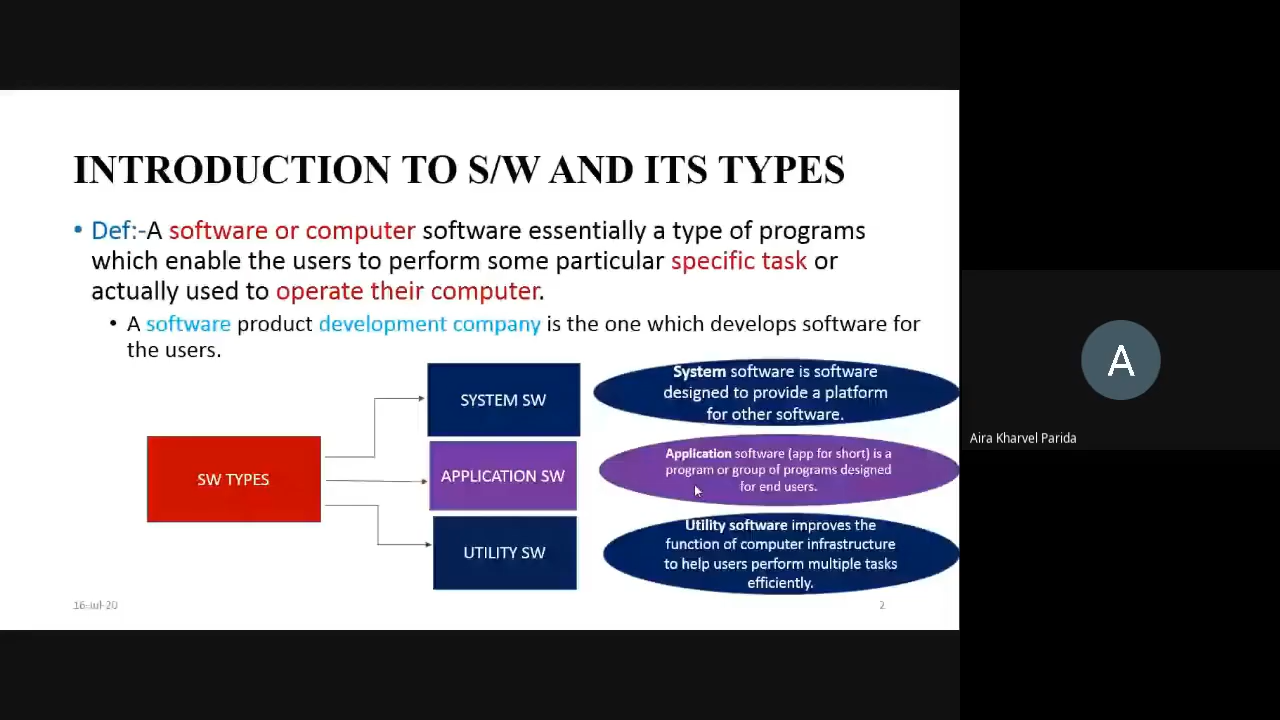 INTRODUCTION TO S/W AND ITS TYPES
• Def:-A software or computer software essentially a type of programs
which enable the users to perform some particular specific task or
actually used to operate their computer.
• A software product development company is the one which develops software for
the users.
SW TYPES
SYSTEM SW
System software is software
designed to provide a platform
for other software.
APPLICATION SW
Application software (app for short) is a
program or group of programs designed
for end users.
UTILITY SW
Utility software improves the
function of computer infrastructure
to help users perform multiple tasks
efficiently.
16-Jul-20
2
A
Aira Kharvel Parida